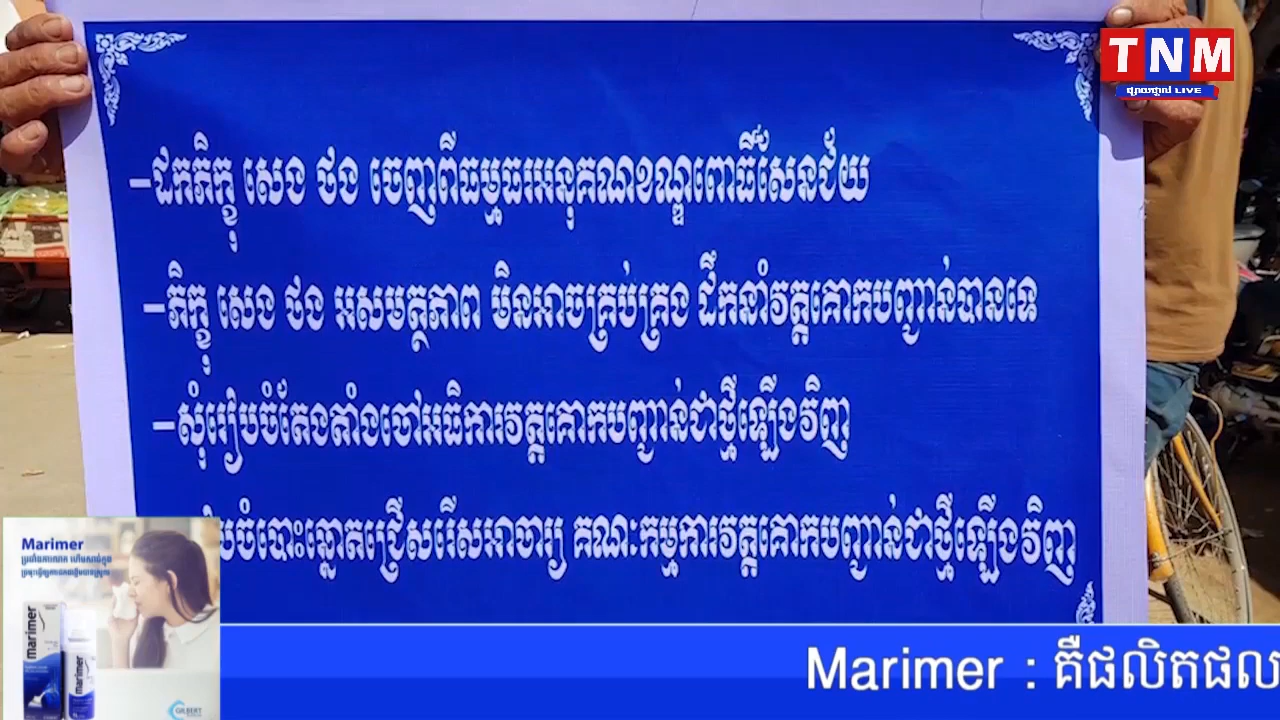 TNM
ផ្សាយផ្ទាល់ LIVE
–ដកភិក្ខុ សេង ថង ចេញពីធម្មធរអនុគណខណ្ឌពោធិ៍សែនជ័យ
–ភិក្ខុ សេង ថង អសមត្ថភាព មិនអាចគ្រប់គ្រង ដឹកនាំវត្តគោកបញ្ជាន់បានទេ
–សុំរៀបចំតែងតាំងចៅអធិការវត្តគោកបញ្ជាន់ជាថ្មីឡើងវិញ
ចំបោះឆ្នោតជ្រើសរើសអាចារ្យ គណៈកម្មការវត្តគោកបញ្ជាន់ជាថ្មីឡើងវិញ
Marimer
marimer
marimer
GILBERT
Marimer : គឺផលិតផល